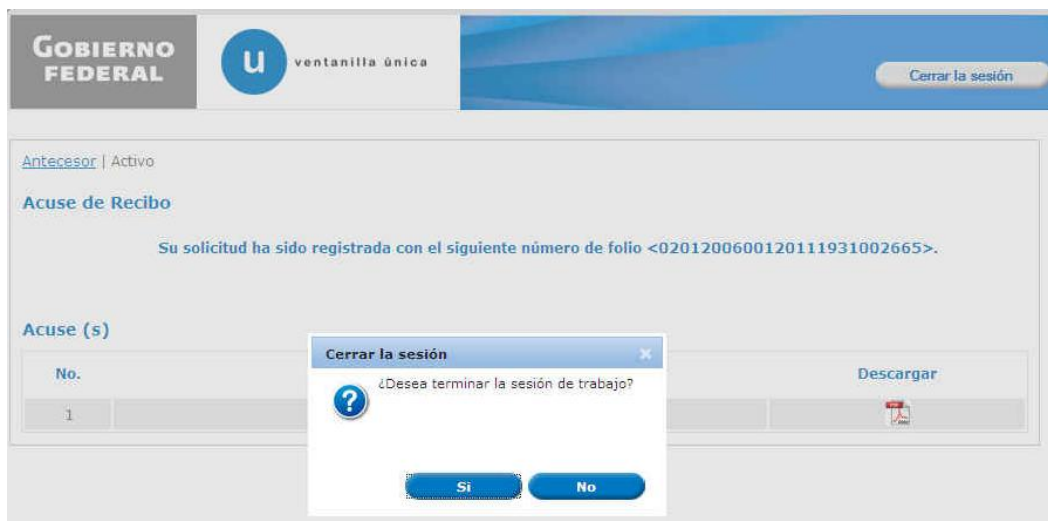 GOBIERNO
FEDERAL
u
ventanilla única
Cerrar la sesión
Antecesor | Activo
Acuse de Recibo
Su solicitud ha sido registrada con el siguiente número de folio <0201200600120111931002665>.
Acuse (s)
No.
Descargar
1
Cerrar la sesión
¿Desea terminar la sesión de trabajo?
Si
No